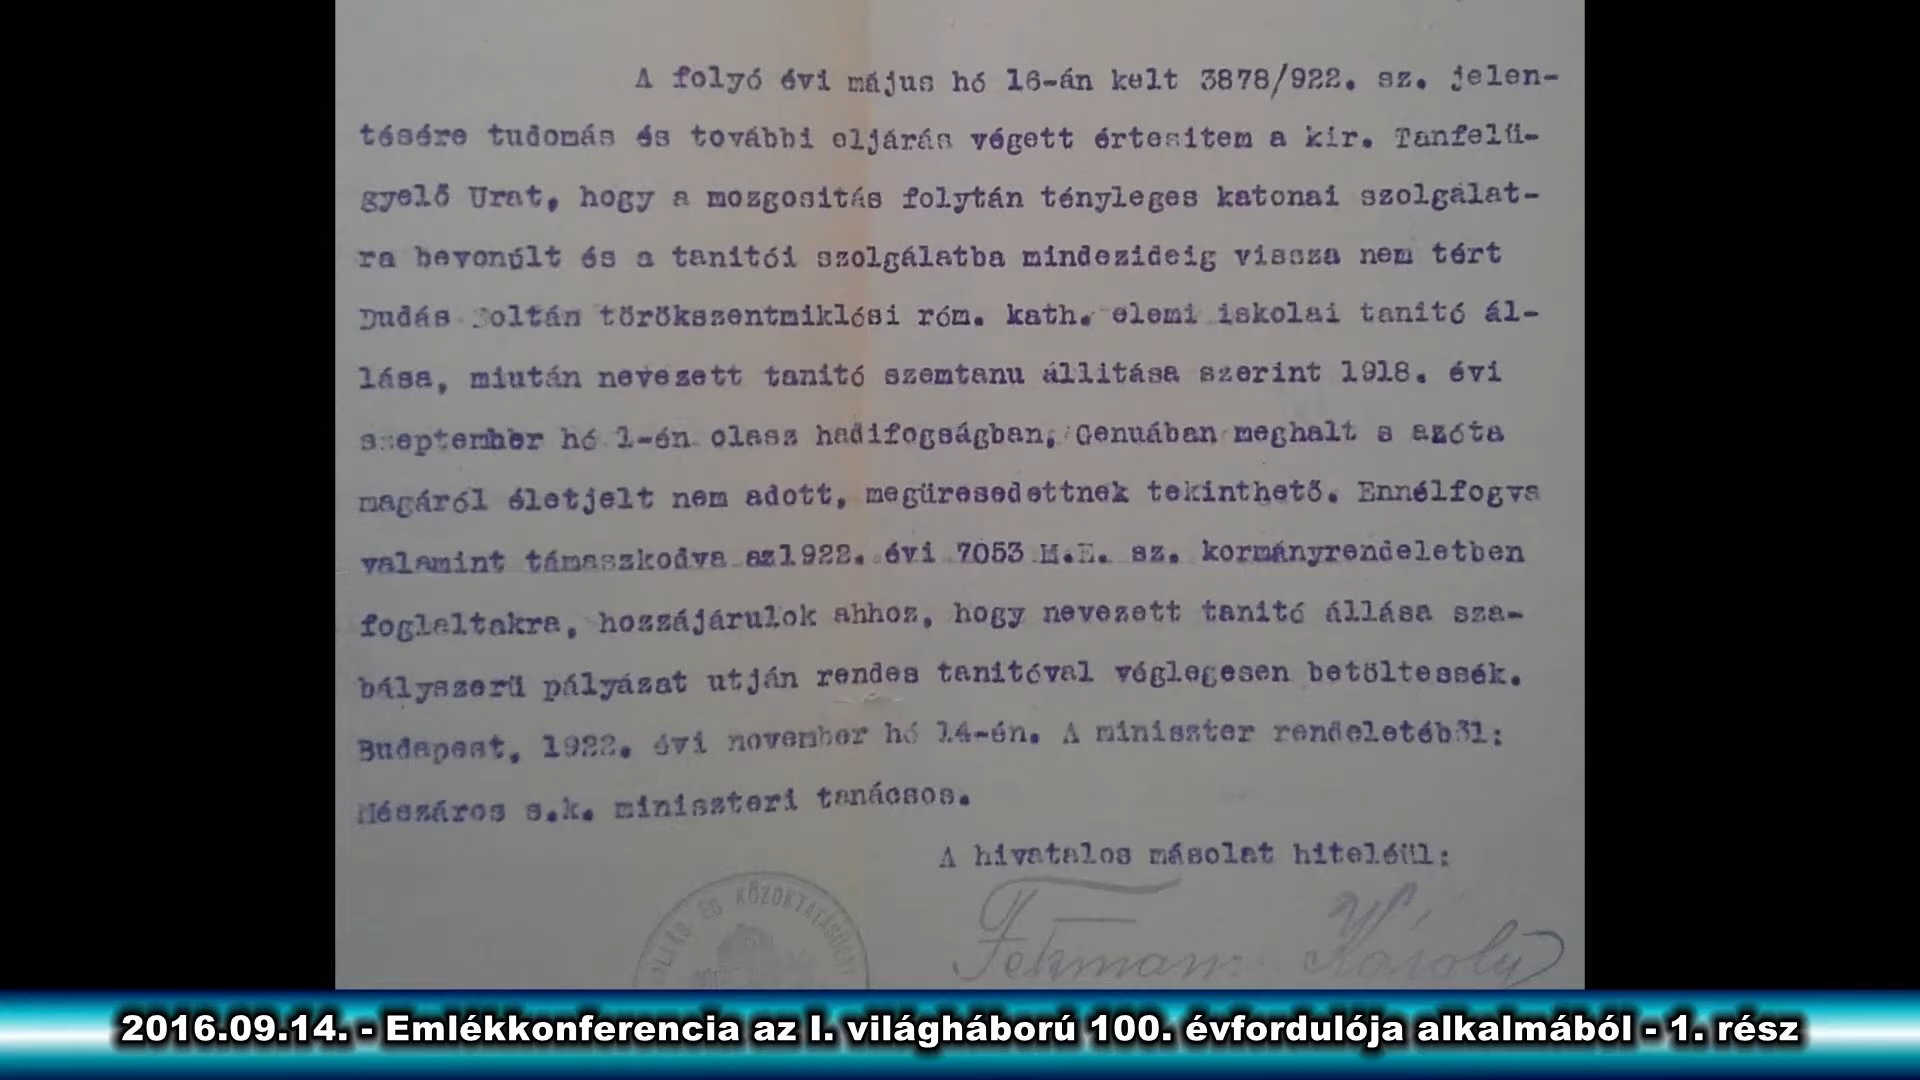 A folyó évi május hó 16-án kelt 3878/922. sz. jelen-
tésére tudomás és további eljárás végett értesitem a kir. Tanfelü-
gyelő Urat, hogy a mozgositás folytán tényleges katonai szolgálat-
ra bevonúlt és a tanitói szolgálatba mindezideig vissza nem tért
Dudás Zoltán törökszentmiklósi róm. kath. elemi iskolai tanitó ál-
lása, miután nevezett tanitó szemtanu állitása szerint 1918. évi
szeptember hó 1-én olasz hadifogságban, Genuában meghalt s azóta
magáról életjelt nem adott, megüresedettnek tekinthető. Ennélfogva
valamint támaszkodva az1922. évi 7053 M.E. sz. kormányrendeletben
foglaltakra, hozzájárulok ahhoz, hogy nevezett tanitó állása sza-
bályszerü pályázat utján rendes tanitóval véglegesen betöltessék.
Budapest, 1922. évi november hó 14-én. A miniszter rendeletéből:
Mészáros s.k. miniszteri tanácsos.
A hivatalos másolat hiteléül:
ÉS KÖZOKTATÁSÜGYI
Károly
2016.09.14. - Emlékkonferencia az I. világháború 100. évfordulója alkalmából - 1. rész